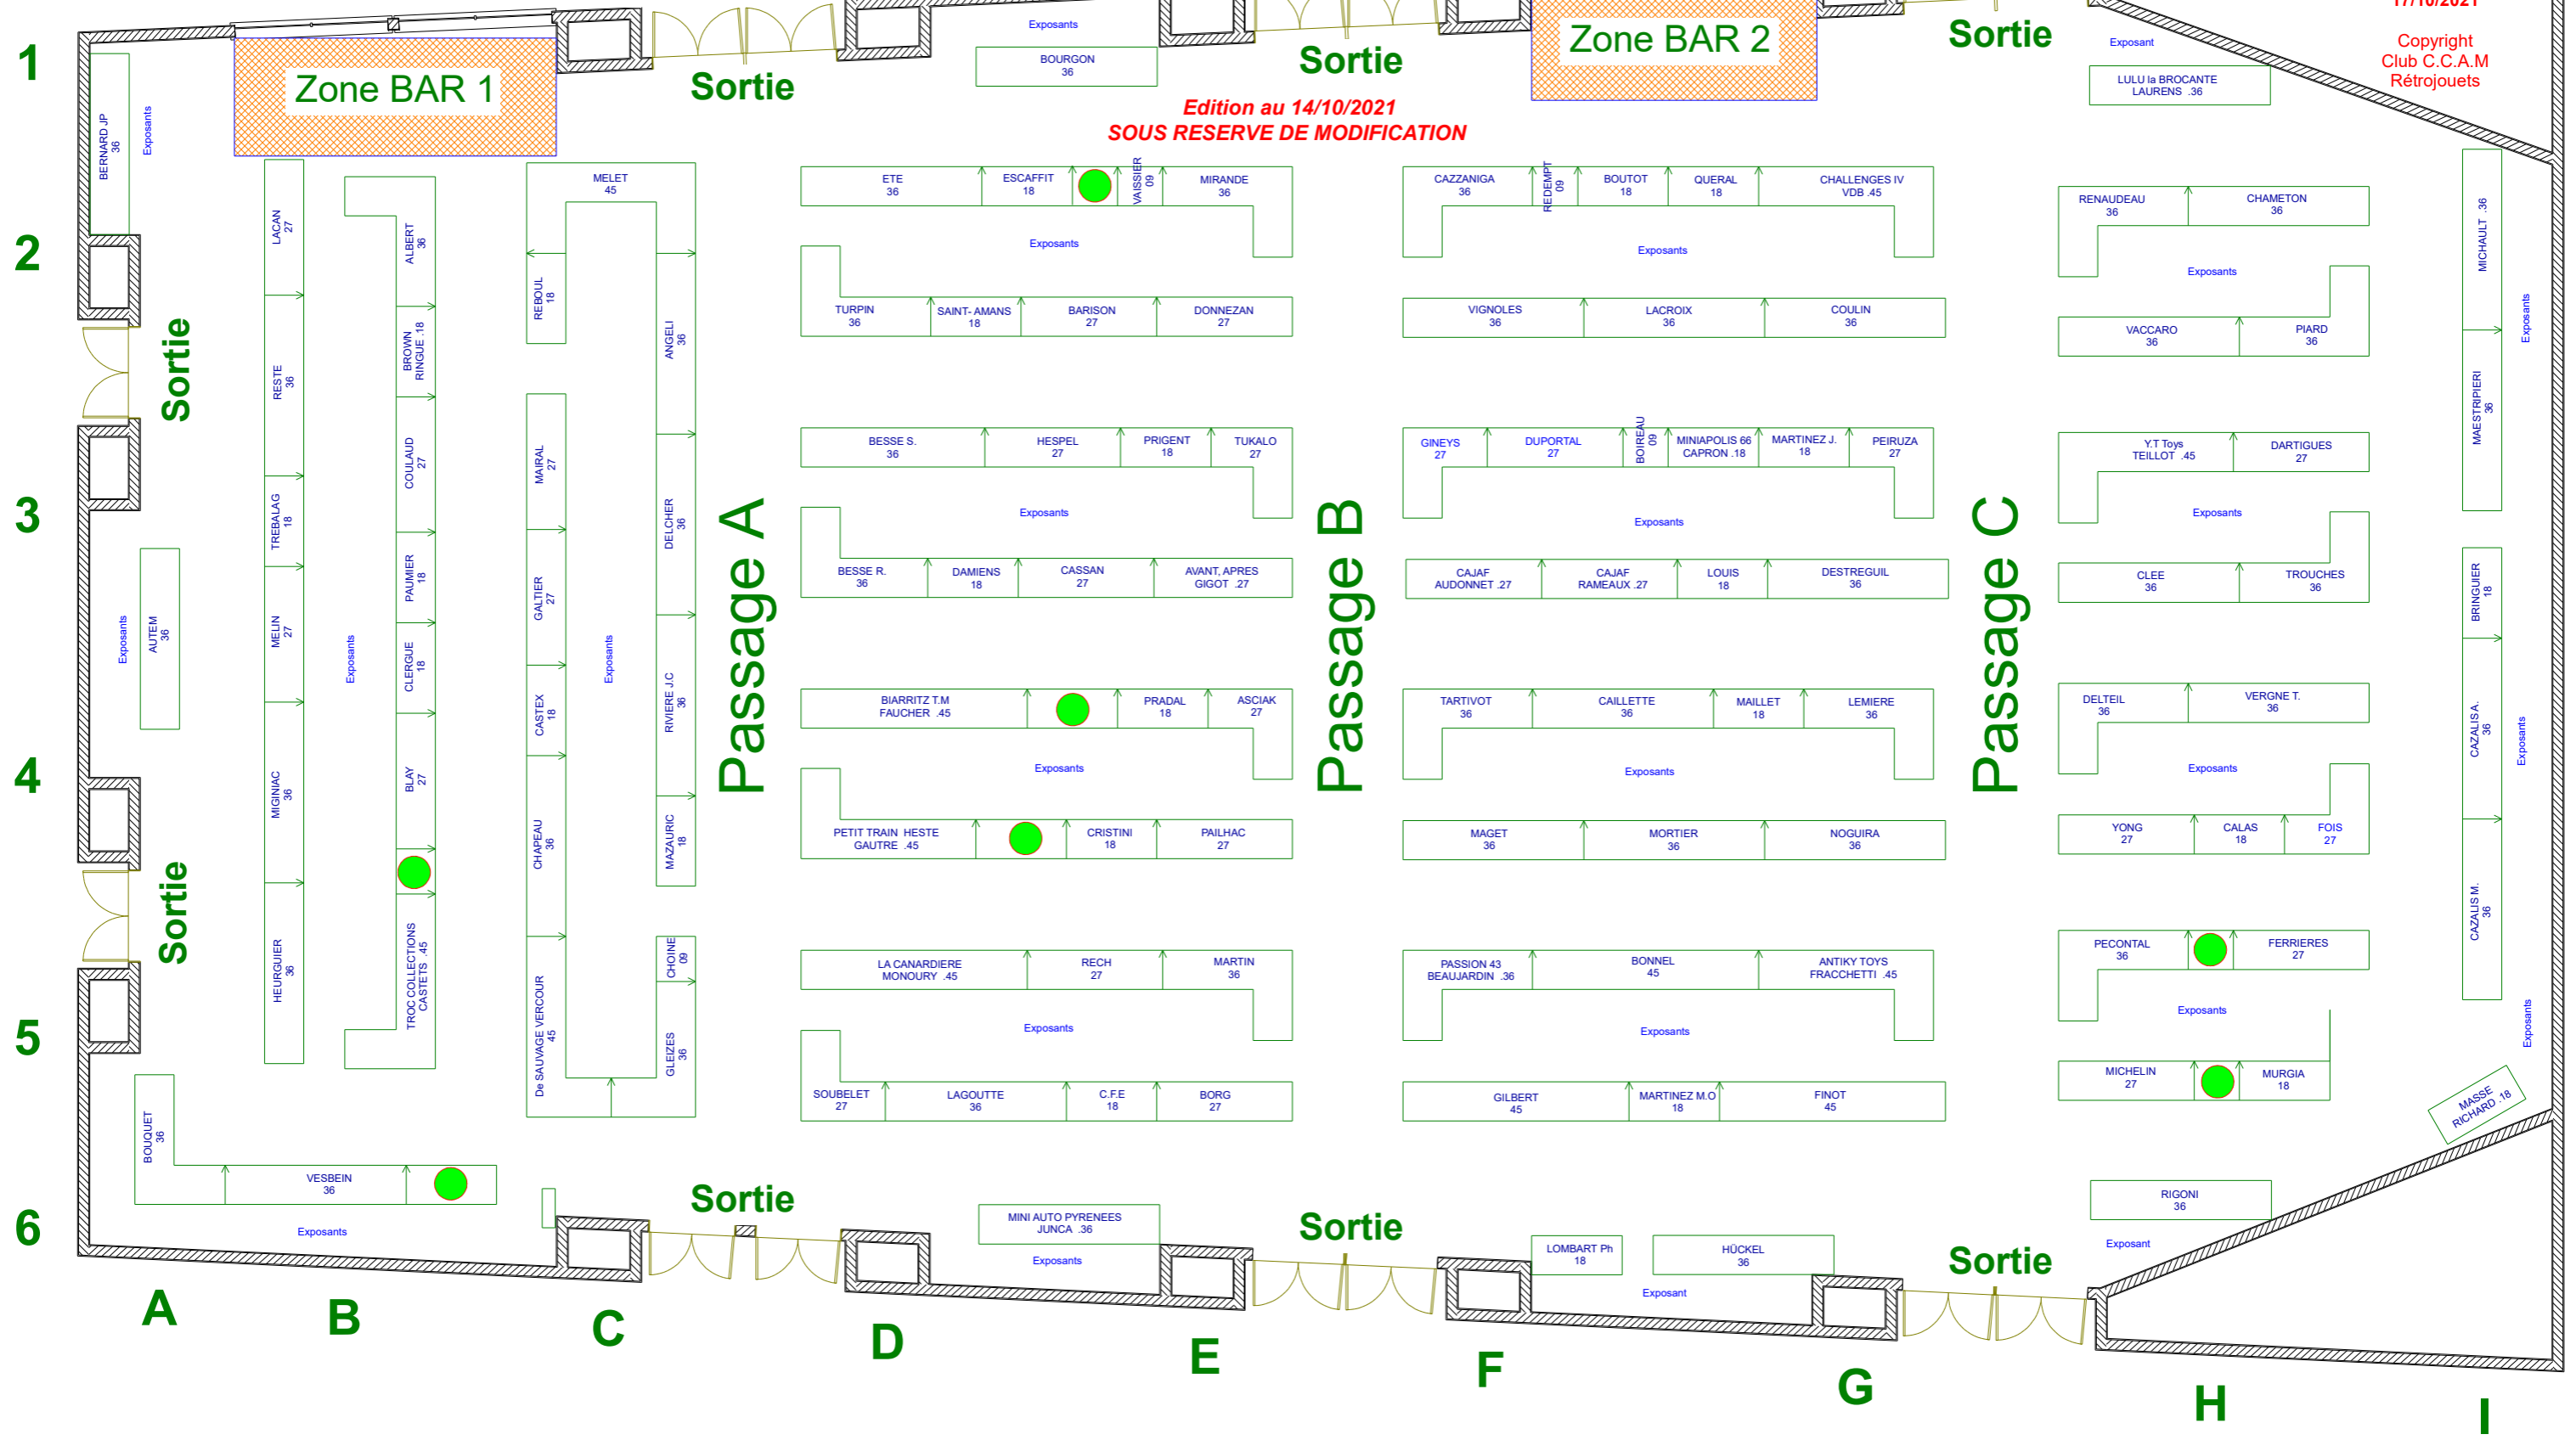 17/10/2021
Copyright
Club C.C.A.M
Rétrojouets
1
2
3
4
5
6
A
B
C
D
E
F
G
H
I
Zone BAR 1
Zone BAR 2
Sortie
Sortie
Sortie
Edition au 14/10/2021
SOUS RESERVE DE MODIFICATION
Exposants
BOURGON
36
Exposant
LULU la BROCANTE
LAURENS .36
BERNARD JP
36
Exposants
Sortie
Sortie
Exposants
AUTEM
36
LACAN
27
RESTE
36
TREBALAG
18
MELIN
27
MIGINIAC
36
HEURGUIER
36
Exposants
ALBERT
36
BROWN
RINGUE .18
COULAUD
27
PAUMIER
18
CLERGUE
18
BLAY
27
TROC COLLECTIONS
CASTETS .45
BOUQUET
36
VESBEIN
36
Exposants
MELET
45
REBOUL
18
MAIRAL
27
GALTIER
27
CASTEX
18
CHAPEAU
36
De SAUVAGE VERCOUR
45
Exposants
ANGELI
36
DELCHER
36
RIVIERE J.C
36
MAZAURIC
18
CHOINE
09
GLEIZES
36
Passage A
ETE
36
ESCAFFIT
18
VAISSIER
09
MIRANDE
36
Exposants
TURPIN
36
SAINT- AMANS
18
BARISON
27
DONNEZAN
27
BESSE S.
36
HESPEL
27
PRIGENT
18
TUKALO
27
Exposants
BESSE R.
36
DAMIENS
18
CASSAN
27
AVANT, APRES
GIGOT .27
BIARRITZ T.M
FAUCHER .45
PRADAL
18
ASCIAK
27
Exposants
PETIT TRAIN HESTE
GAUTRE .45
CRISTINI
18
PAILHAC
27
LA CANARDIERE
MONOURY .45
RECH
27
MARTIN
36
Exposants
SOUBELET
27
LAGOUTTE
36
C.F.E
18
BORG
27
Sortie
MINI AUTO PYRENEES
JUNCA .36
Exposants
Passage B
CAZZANIGA
36
REDEMPT
09
BOUTOT
18
QUERAL
18
CHALLENGES IV
VDB .45
Exposants
VIGNOLES
36
LACROIX
36
COULIN
36
GINEYS
27
DUPORTAL
27
BOIREAU
09
MINIAPOLIS 66
CAPRON .18
MARTINEZ J.
18
PEIRUZA
27
Exposants
CAJAF
AUDONNET .27
CAJAF
RAMEAUX .27
LOUIS
18
DESTREGUIL
36
TARTIVOT
36
CAILLETTE
36
MAILLET
18
LEMIERE
36
Exposants
MAGET
36
MORTIER
36
NOGUIRA
36
PASSION 43
BEAUJARDIN .36
BONNEL
45
ANTIKY TOYS
FRACCHETTI .45
Exposants
GILBERT
45
MARTINEZ M.O
18
FINOT
45
Sortie
LOMBART Ph
18
HÜCKEL
36
Exposant
Passage C
RENAUDEAU
36
CHAMETON
36
Exposants
VACCARO
36
PIARD
36
Y.T Toys
TEILLOT .45
DARTIGUES
27
Exposants
CLEE
36
TROUCHES
36
DELTEIL
36
VERGNE T.
36
Exposants
YONG
27
CALAS
18
FOIS
27
PECONTAL
36
FERRIERES
27
Exposants
MICHELIN
27
MURGIA
18
Sortie
RIGONI
36
Exposant
MICHAULT .36
MAESTRIPIERI
36
Exposants
BRINGUIER
18
CAZALIS A.
36
CAZALIS M.
36
Exposants
Exposants
MASSE
RICHARD .18